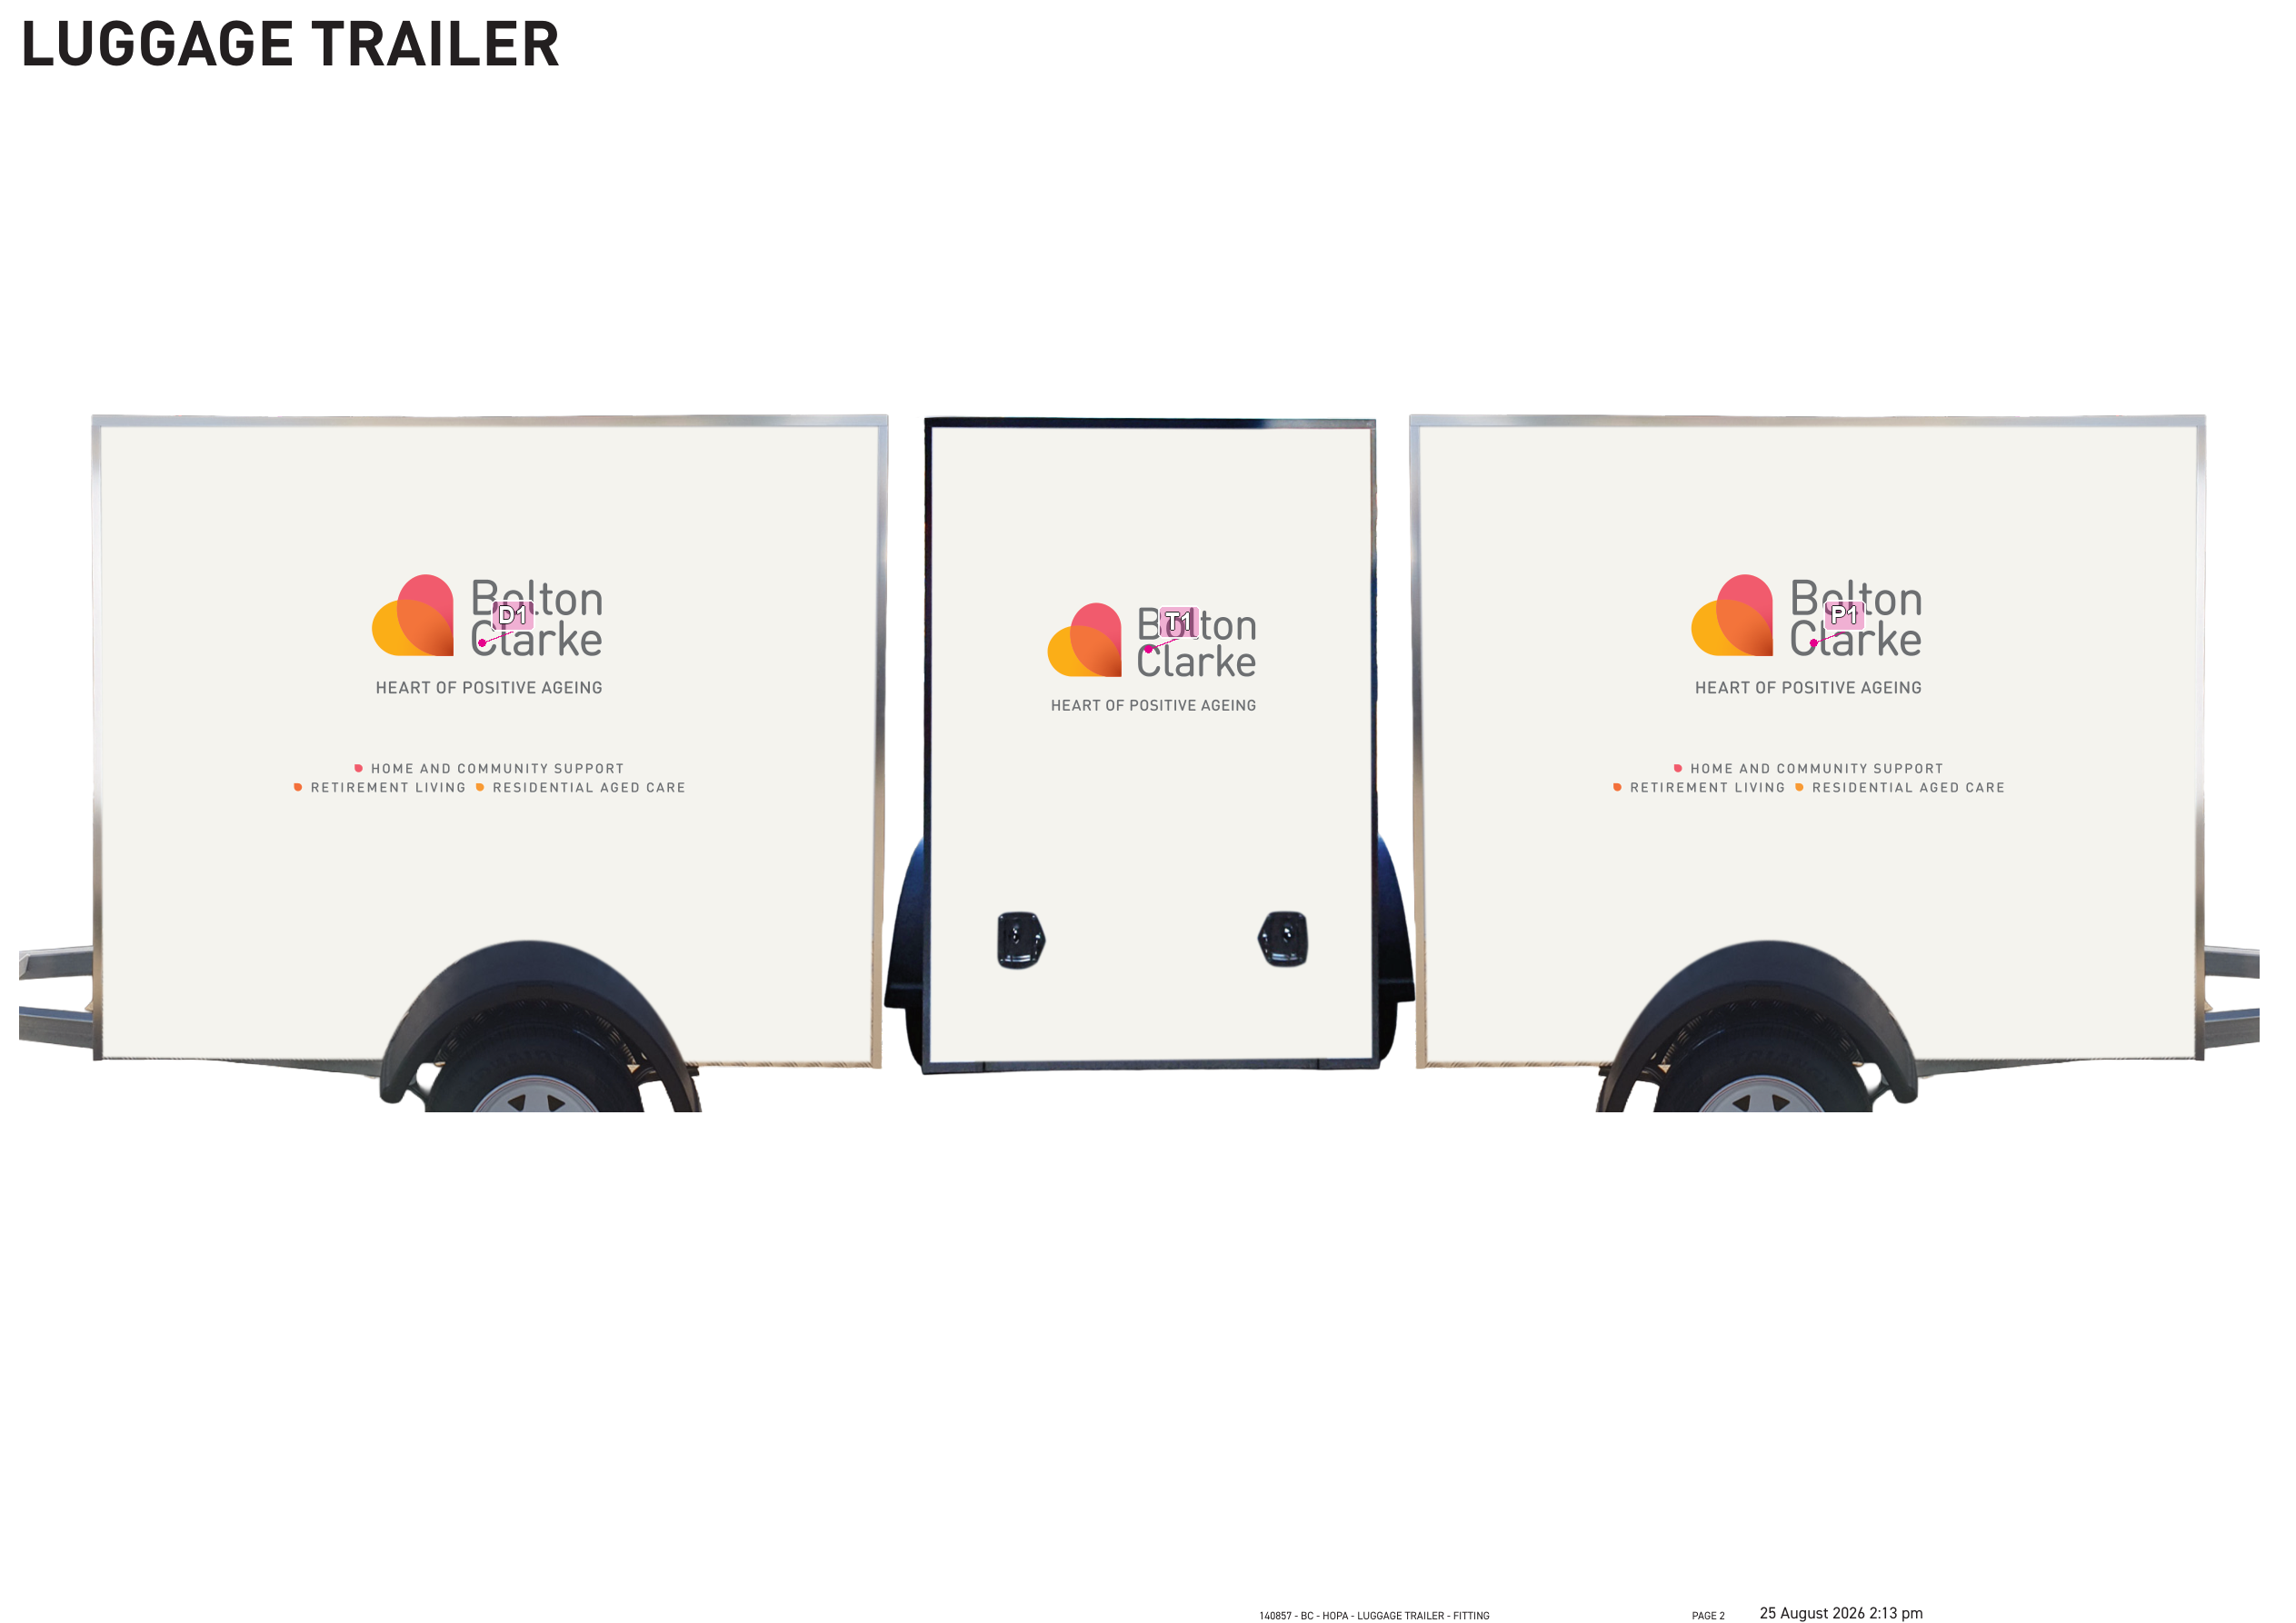 LUGGAGE TRAILER
Bolton
Clarke
D1
HEART OF POSITIVE AGEING
HOME AND COMMUNITY SUPPORT
RETIREMENT LIVING RESIDENTIAL AGED CARE
Bolton
Clarke
T1
HEART OF POSITIVE AGEING
Bolton
Clarke
P1
HEART OF POSITIVE AGEING
HOME AND COMMUNITY SUPPORT
RETIREMENT LIVING RESIDENTIAL AGED CARE
140857 - BC - HOPA - LUGGAGE TRAILER - FITTING
PAGE 2
25 August 2026 2:13 pm